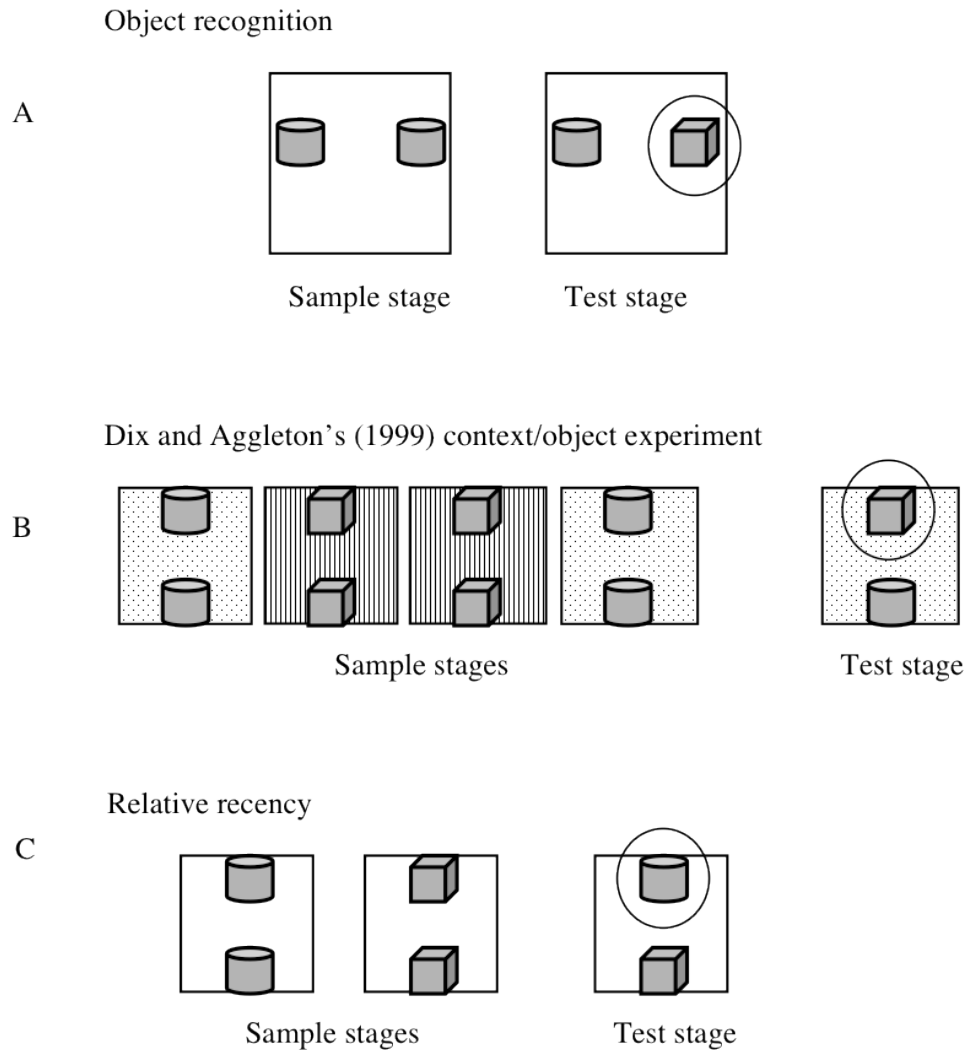 Object recognition
A
Sample stage
Test stage
Dix and Aggleton's (1999) context/object experiment
B
Sample stages
Test stage
Relative recency
C
Sample stages
Test stage